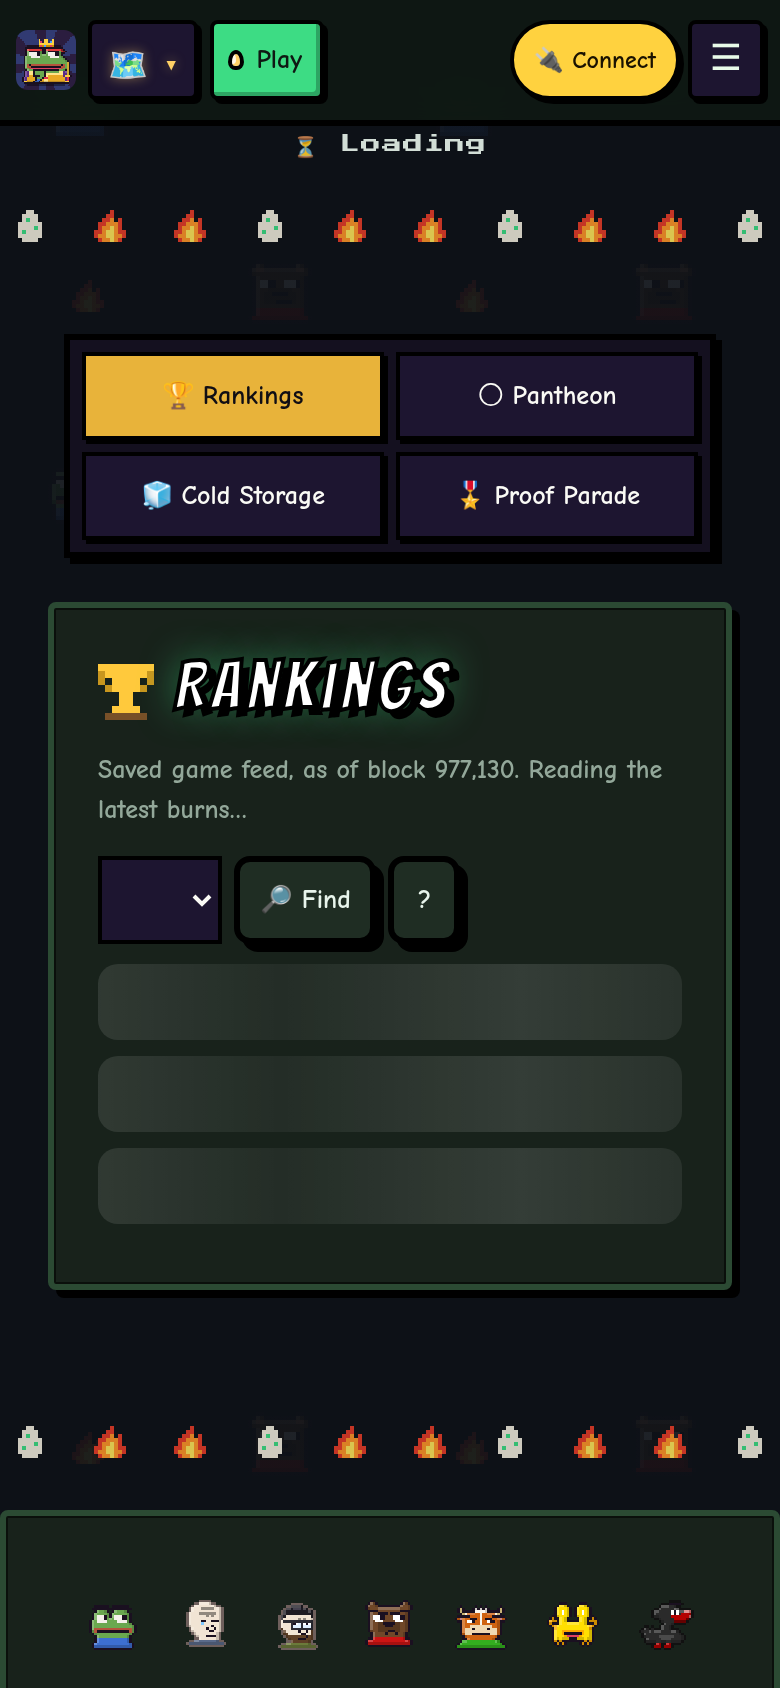 Play
Connect
Loading
Rankings
Pantheon
Cold Storage
Proof Parade
RANKINGS
Saved game feed, as of block 977,130. Reading the
latest burns...
Find
?